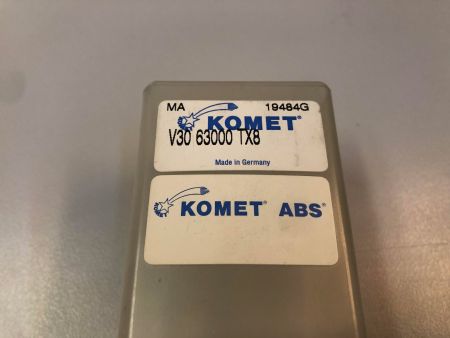 MA 19484G
KOMET®
V30 63000 TX8
Made in Germany
KOMET® ABS®